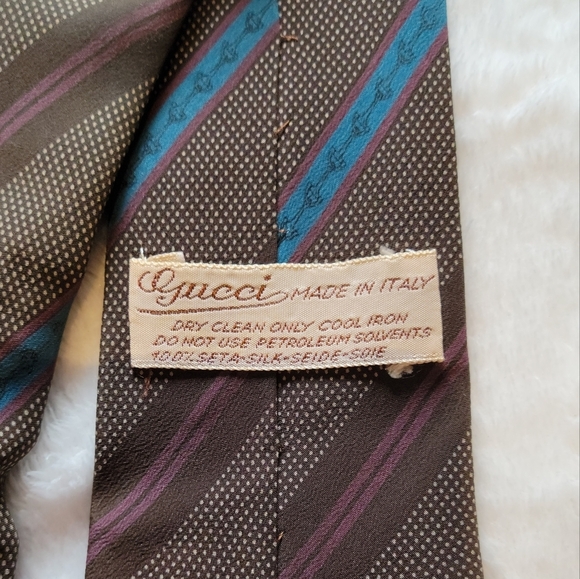 Gucci MADE IN ITALY
DRY CLEAN ONLY COOL IRON
DO NOT USE PETROLEUM SOLVENTS
100% SETA-SILK-SEIDE-SOIE